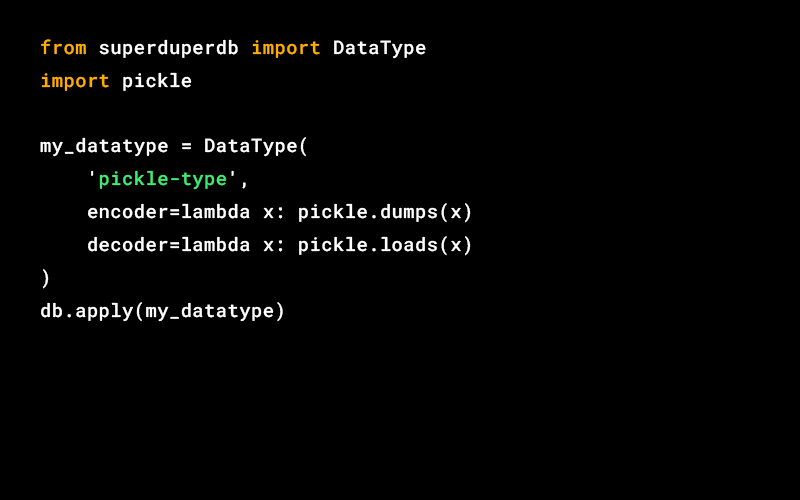 from superduperdb import DataType
import pickle

my_datatype = DataType(
    'pickle-type',
    encoder=lambda x: pickle.dumps(x)
    decoder=lambda x: pickle.loads(x)
)
db.apply(my_datatype)